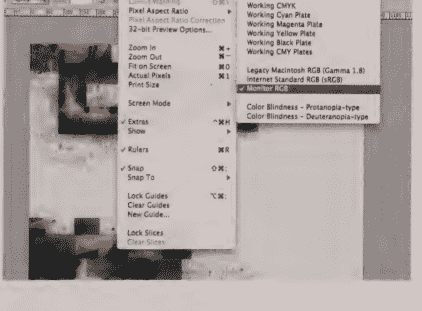 Pixel Aspect Ratio
Pixel Aspect Ratio Correction
32-bit Preview Options...
Zoom In ⌘+
Zoom Out ⌘−
Fit on Screen ⌘0
Actual Pixels ⌘1
Print Size
Screen Mode
✓ Extras ^⌘H
Show
✓ Rulers ⌘R
✓ Snap ⇧⌘;
Snap To
Lock Guides ⌥⌘;
Clear Guides
New Guide...
Lock Slices
Clear Slices
Working CMYK
Working Cyan Plate
Working Magenta Plate
Working Yellow Plate
Working Black Plate
Working CMY Plates
Legacy Macintosh RGB (Gamma 1.8)
Internet Standard RGB (sRGB)
✓ Monitor RGB
Color Blindness – Protanopia-type
Color Blindness – Deuteranopia-type